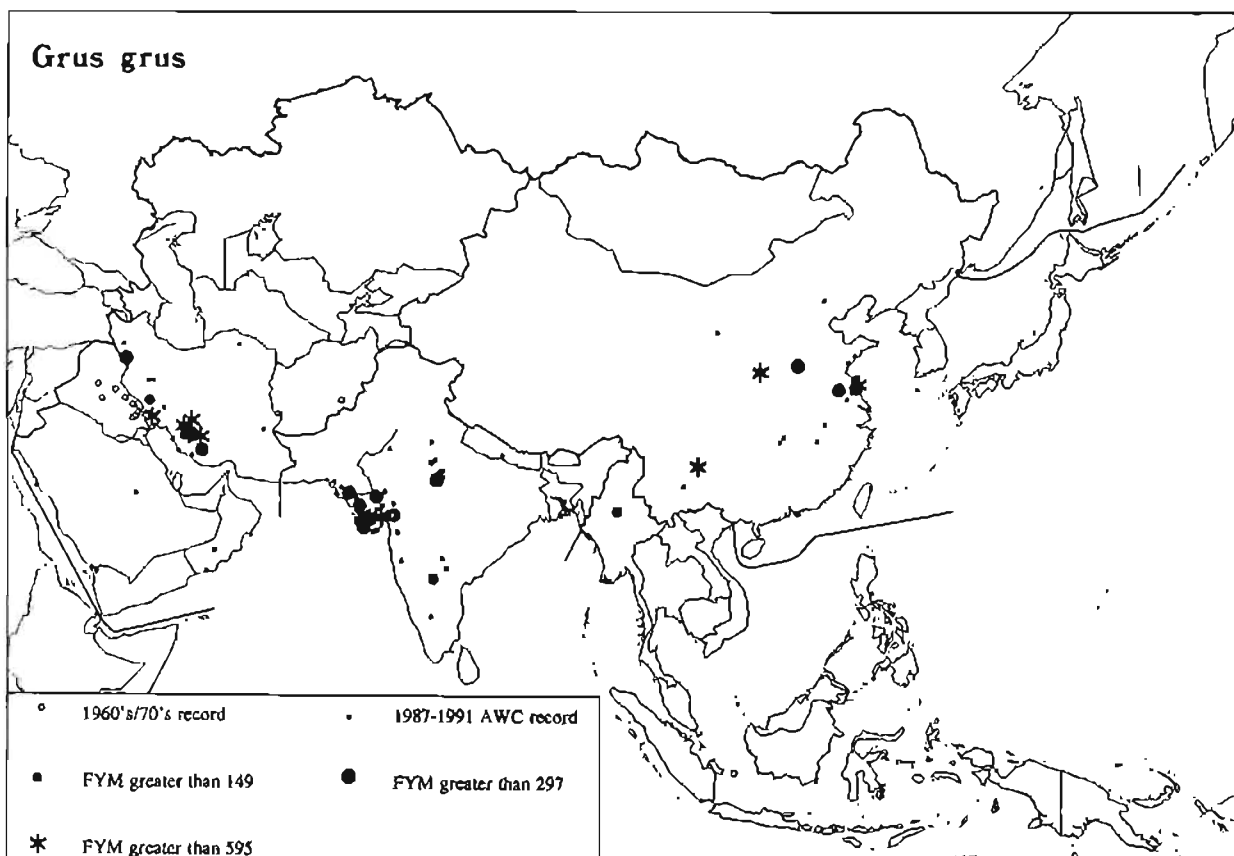 Grus grus
1960's/70's record
1987-1991 AWC record
FYM greater than 149
FYM greater than 297
FYM greater than 595